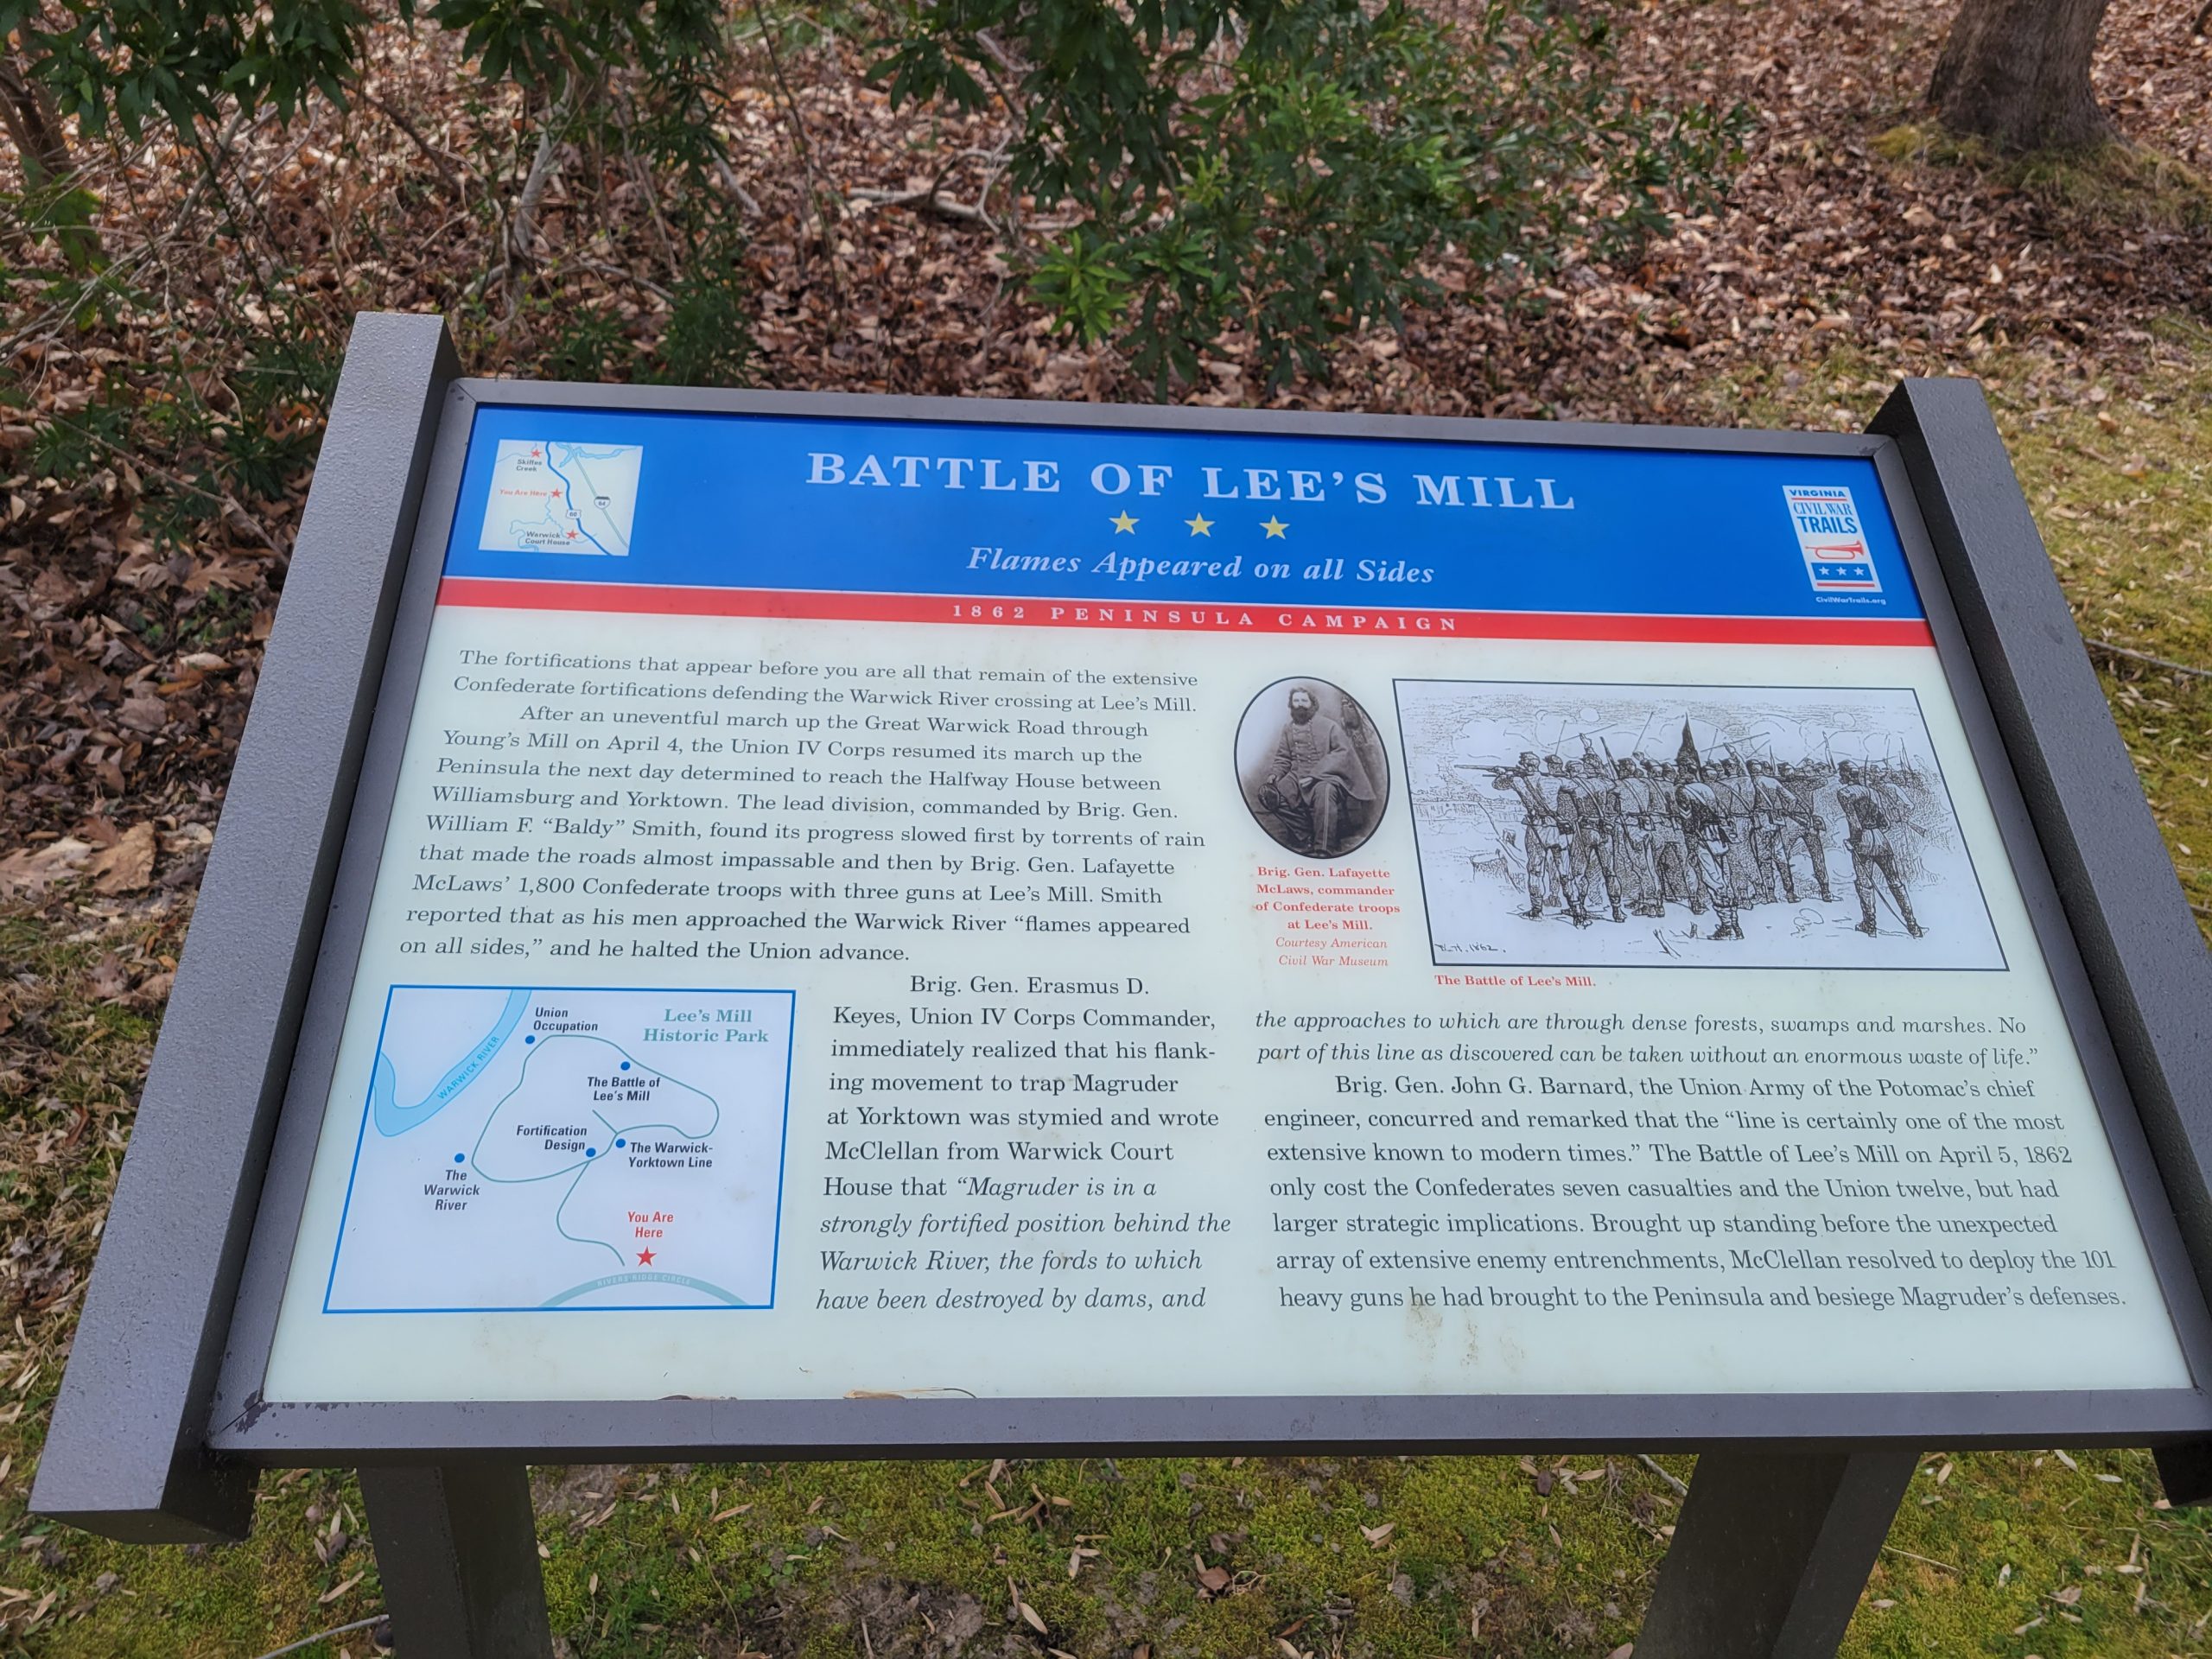 BATTLE OF LEE'S MILL
Flames Appeared on all Sides
1862 PENINSULA CAMPAIGN
Skiffes
Creek
You Are Here
64
60
Warwick
Court House
VIRGINIA
CIVIL WAR
TRAILS
CivilWarTrails.org
The fortifications that appear before you are all that remain of the extensive
Confederate fortifications defending the Warwick River crossing at Lee's Mill.
After an uneventful march up the Great Warwick Road through
Young's Mill on April 4, the Union IV Corps resumed its march up the
Peninsula the next day determined to reach the Halfway House between
Williamsburg and Yorktown. The lead division, commanded by Brig. Gen.
William F. “Baldy” Smith, found its progress slowed first by torrents of rain
that made the roads almost impassable and then by Brig. Gen. Lafayette
McLaws' 1,800 Confederate troops with three guns at Lee's Mill. Smith
reported that as his men approached the Warwick River “flames appeared
on all sides,” and he halted the Union advance.
Brig. Gen. Erasmus D.
Keyes, Union IV Corps Commander,
immediately realized that his flank-
ing movement to trap Magruder
at Yorktown was stymied and wrote
McClellan from Warwick Court
House that “Magruder is in a
strongly fortified position behind the
Warwick River, the fords to which
have been destroyed by dams, and
Lee's Mill
Historic Park
WARWICK RIVER
Union
Occupation
The Battle of
Lee's Mill
Fortification
Design
The Warwick-
Yorktown Line
The
Warwick
River
You Are
Here
RIVERS RIDGE CIRCLE
Brig. Gen. Lafayette
McLaws, commander
of Confederate troops
at Lee's Mill.
Courtesy American
Civil War Museum
The Battle of Lee's Mill.
the approaches to which are through dense forests, swamps and marshes. No
part of this line as discovered can be taken without an enormous waste of life.”
Brig. Gen. John G. Barnard, the Union Army of the Potomac's chief
engineer, concurred and remarked that the “line is certainly one of the most
extensive known to modern times.” The Battle of Lee's Mill on April 5, 1862
only cost the Confederates seven casualties and the Union twelve, but had
larger strategic implications. Brought up standing before the unexpected
array of extensive enemy entrenchments, McClellan resolved to deploy the 101
heavy guns he had brought to the Peninsula and besiege Magruder's defenses.